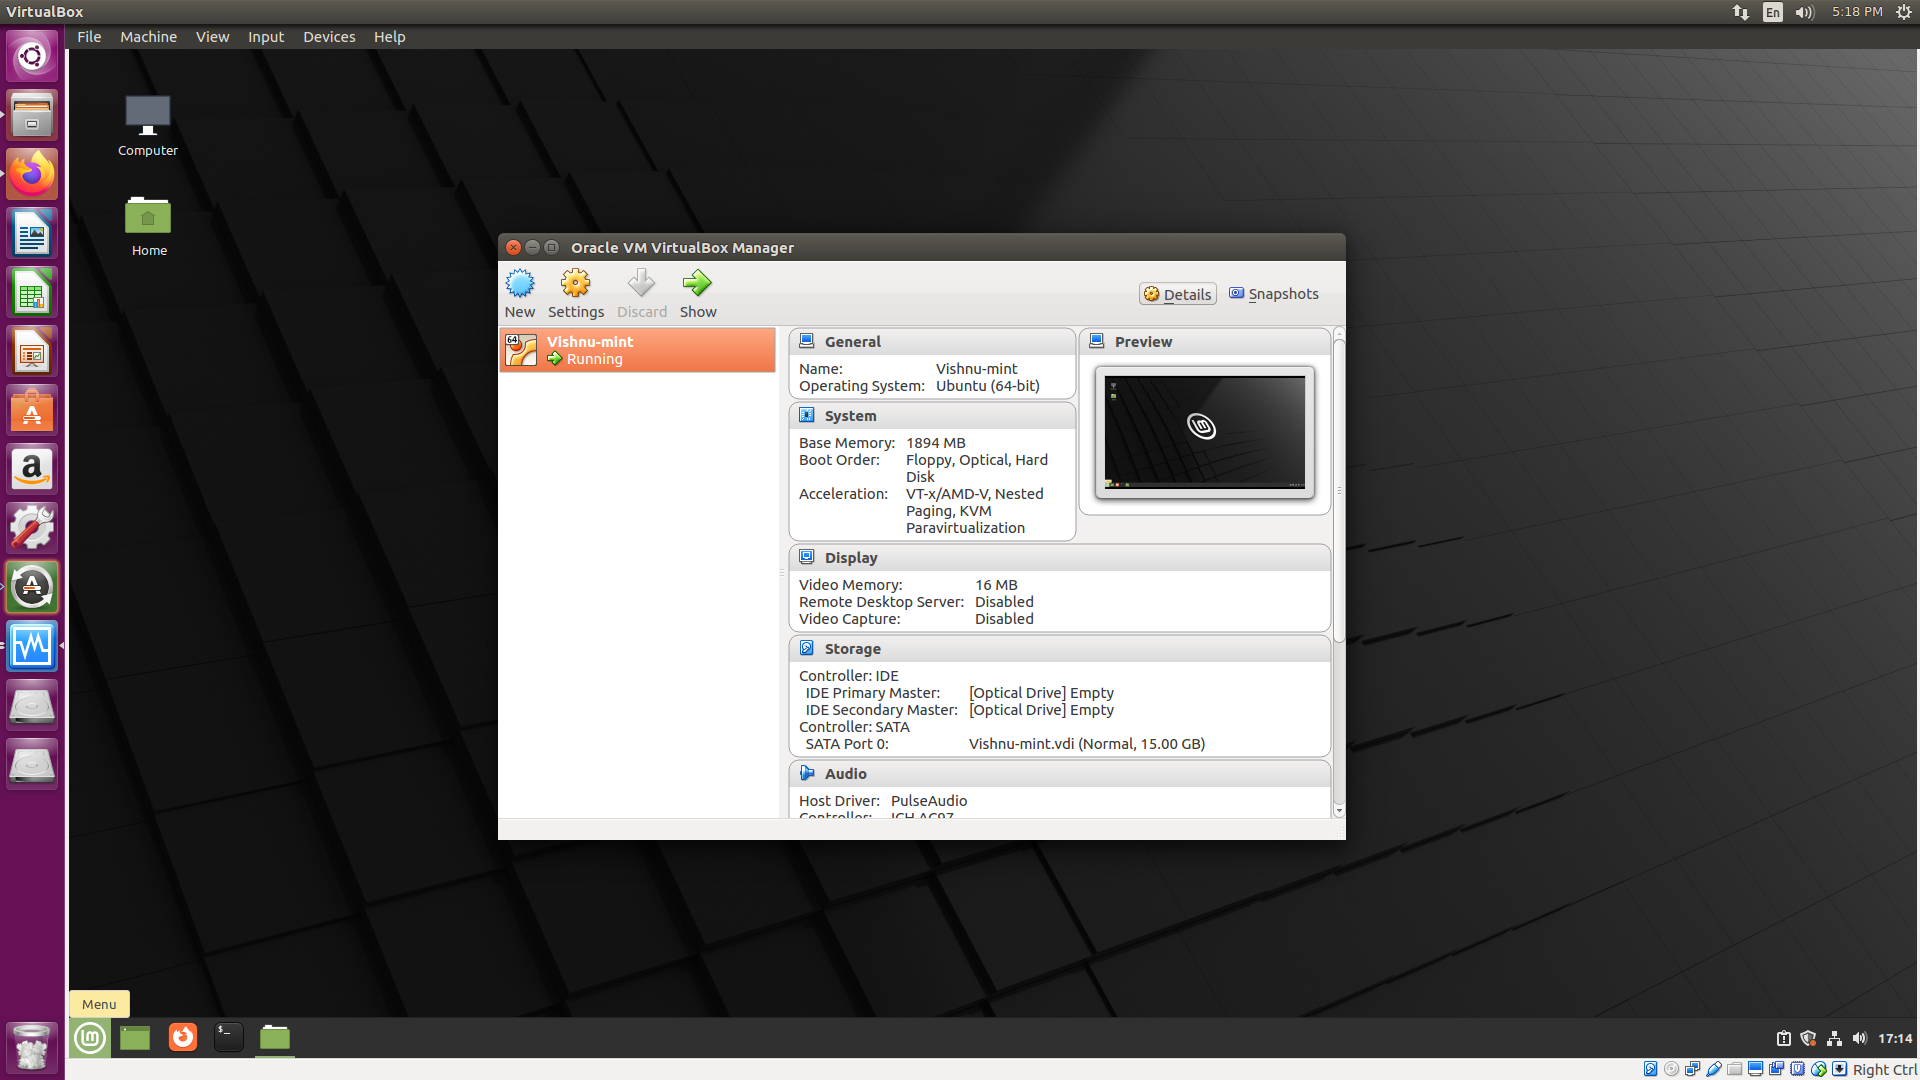 VirtualBox
En
5:18 PM
File Machine View Input Devices Help
Computer
Home
Oracle VM VirtualBox Manager
New Settings Discard Show
Details Snapshots
64
Vishnu-mint
Running
General
Name: Vishnu-mint
Operating System: Ubuntu (64-bit)
Preview
System
Base Memory: 1894 MB
Boot Order: Floppy, Optical, Hard
Disk
Acceleration: VT-x/AMD-V, Nested
Paging, KVM
Paravirtualization
Display
Video Memory: 16 MB
Remote Desktop Server: Disabled
Video Capture: Disabled
Storage
Controller: IDE
IDE Primary Master: [Optical Drive] Empty
IDE Secondary Master: [Optical Drive] Empty
Controller: SATA
SATA Port 0: Vishnu-mint.vdi (Normal, 15.00 GB)
Audio
Host Driver: PulseAudio
Controller: ICH AC97
Menu
17:14
Right Ctrl